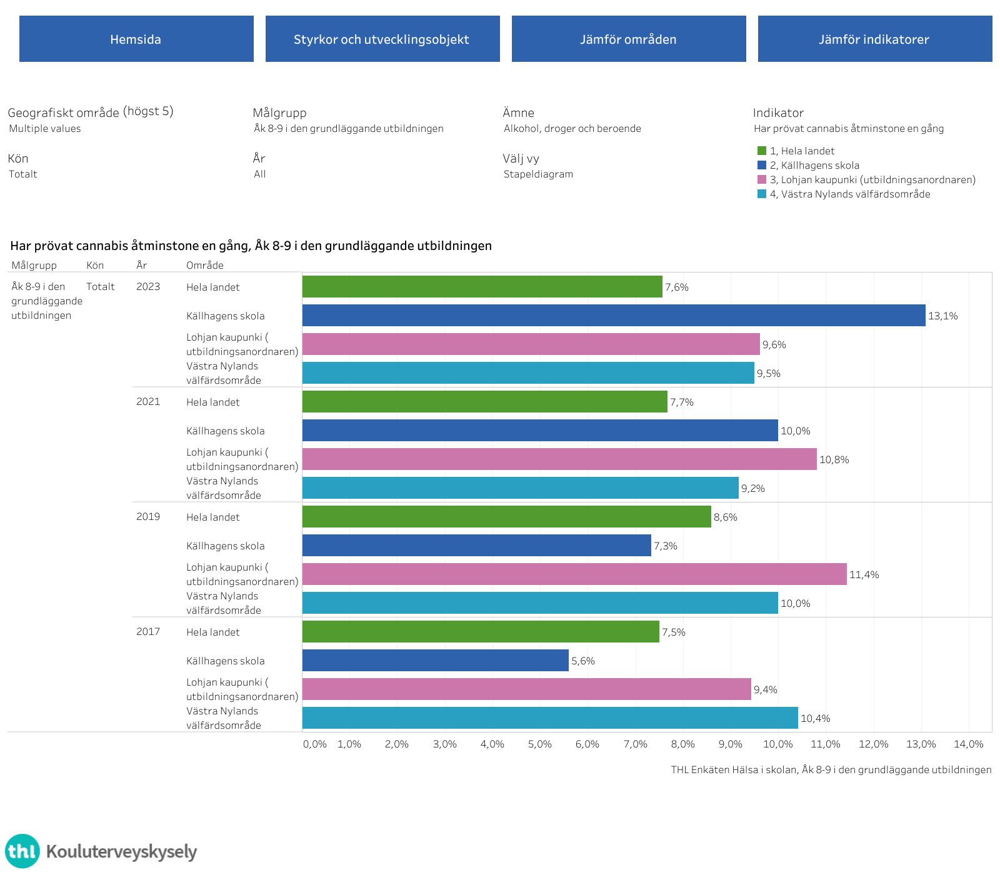 Hemsida
Styrkor och utvecklingsobjekt
Jämför områden
Jämför indikatorer
Geografiskt område (högst 5)
Multiple values
Målgrupp
Åk 8-9 i den grundläggande utbildningen
Ämne
Alkohol, droger och beroende
Indikator
Har prövat cannabis åtminstone en gång
Kön
Totalt
År
All
Välj vy
Stapeldiagram
1, Hela landet
2, Källhagens skola
3, Lohjan kaupunki (utbildningsanordnaren)
4, Västra Nylands välfärdsområde
Har prövat cannabis åtminstone en gång, Åk 8-9 i den grundläggande utbildningen
Målgrupp Kön År Område
Åk 8-9 i den
grundläggande
utbildningen
Totalt
2023
Hela landet 7,6%
Källhagens skola 13,1%
Lohjan kaupunki (
utbildningsanordnaren) 9,6%
Västra Nylands
välfärdsområde 9,5%
2021
Hela landet 7,7%
Källhagens skola 10,0%
Lohjan kaupunki (
utbildningsanordnaren) 10,8%
Västra Nylands
välfärdsområde 9,2%
2019
Hela landet 8,6%
Källhagens skola 7,3%
Lohjan kaupunki (
utbildningsanordnaren) 11,4%
Västra Nylands
välfärdsområde 10,0%
2017
Hela landet 7,5%
Källhagens skola 5,6%
Lohjan kaupunki (
utbildningsanordnaren) 9,4%
Västra Nylands
välfärdsområde 10,4%
0,0% 1,0% 2,0% 3,0% 4,0% 5,0% 6,0% 7,0% 8,0% 9,0% 10,0% 11,0% 12,0% 13,0% 14,0%
THL Enkäten Hälsa i skolan, Åk 8-9 i den grundläggande utbildningen
thl Kouluterveyskysely